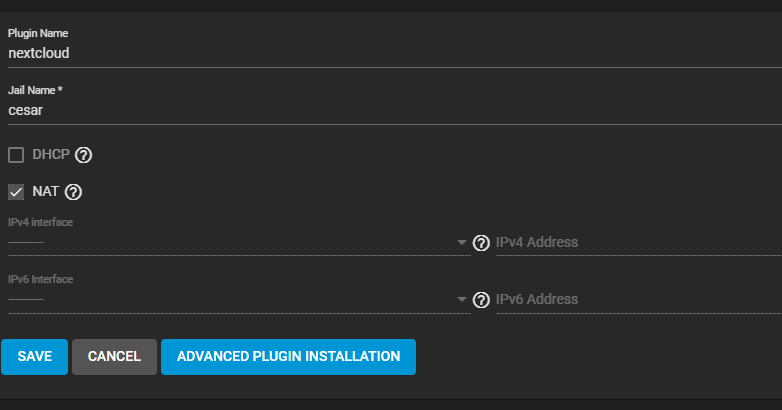 Plugin Name
nextcloud
Jail Name *
cesar
DHCP
NAT
IPv4 interface
IPv4 Address
IPv6 Interface
IPv6 Address
SAVE CANCEL ADVANCED PLUGIN INSTALLATION